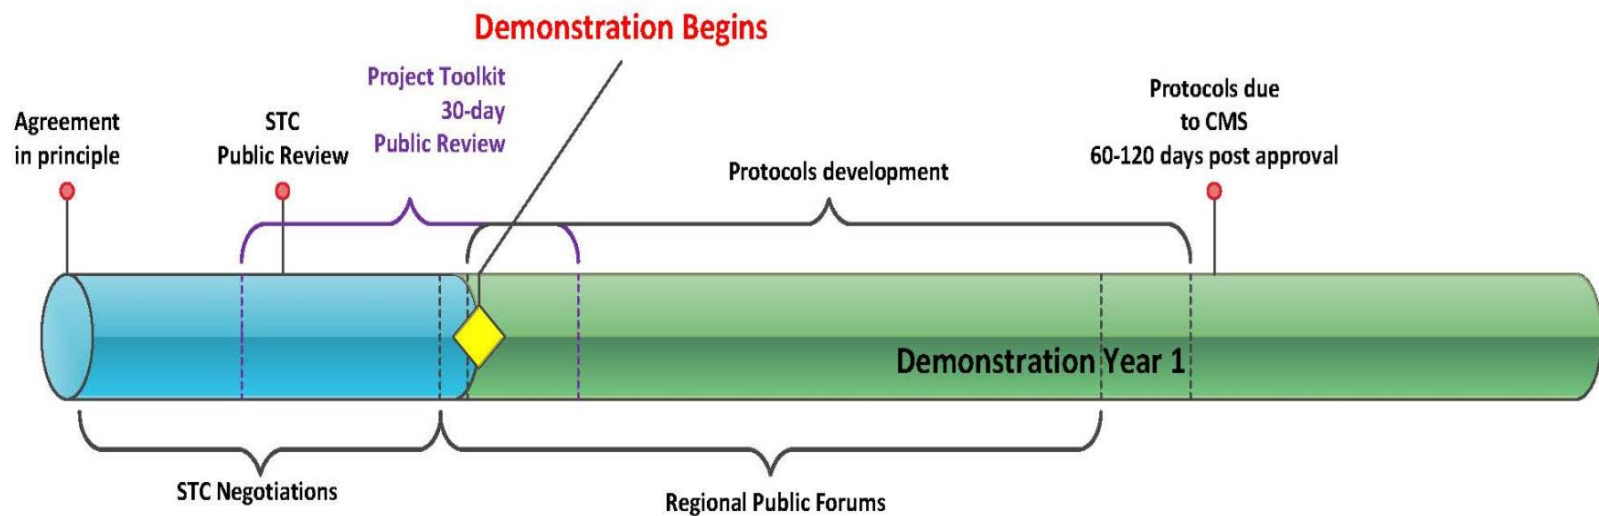 Demonstration Begins
Project Toolkit
30-day
Public Review
Agreement
in principle
STC
Public Review
Protocols due
to CMS
60-120 days post approval
Protocols development
Demonstration Year 1
STC Negotiations
Regional Public Forums